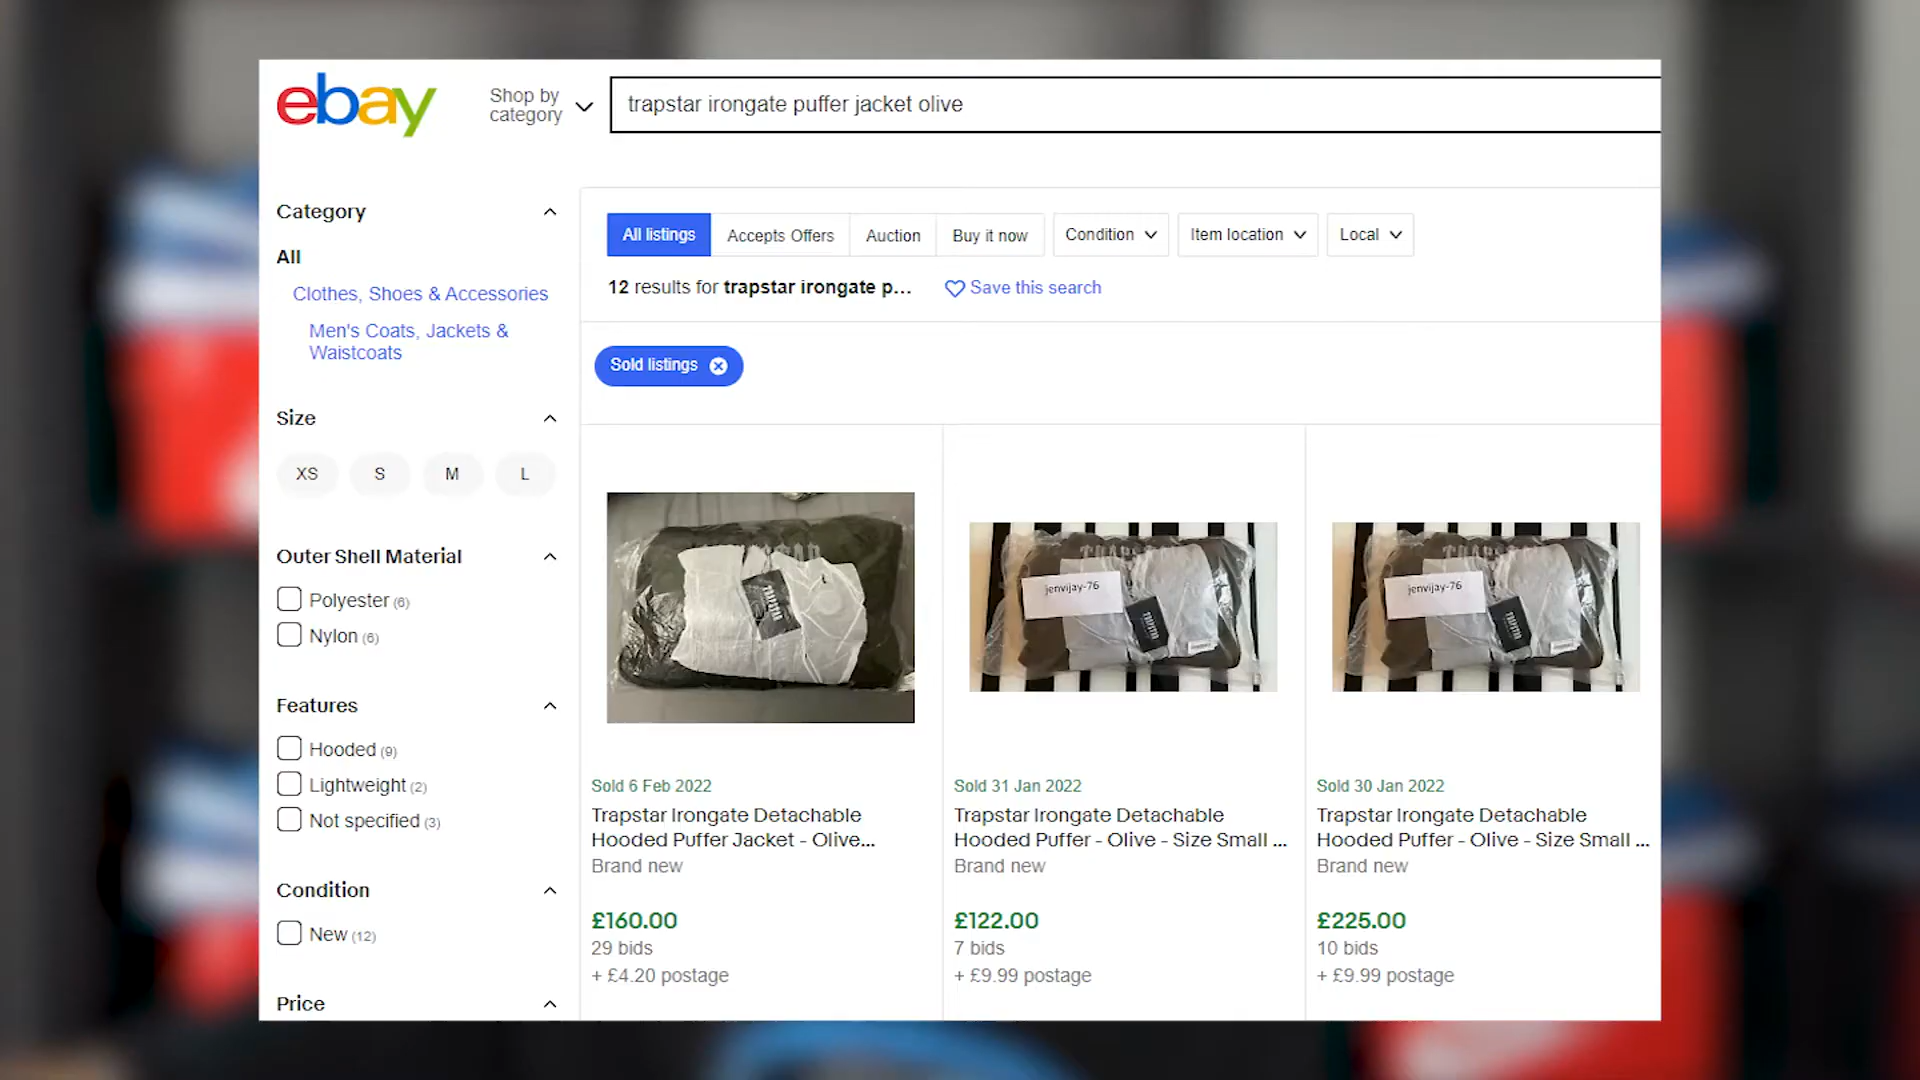 ebay
Shop by
category
trapstar irongate puffer jacket olive
Category
All
Clothes, Shoes & Accessories
Men's Coats, Jackets &
Waistcoats
Size
XS S M L
Outer Shell Material
Polyester (6)
Nylon (6)
Features
Hooded (9)
Lightweight (2)
Not specified (3)
Condition
New (12)
Price
All listings Accepts Offers Auction Buy it now Condition Item location Local
12 results for trapstar irongate p... Save this search
Sold listings
jenvijay-76
jenvijay-76
Sold 6 Feb 2022
Trapstar Irongate Detachable
Hooded Puffer Jacket - Olive...
Brand new
£160.00
29 bids
+ £4.20 postage
Sold 31 Jan 2022
Trapstar Irongate Detachable
Hooded Puffer - Olive - Size Small ...
Brand new
£122.00
7 bids
+ £9.99 postage
Sold 30 Jan 2022
Trapstar Irongate Detachable
Hooded Puffer - Olive - Size Small ...
Brand new
£225.00
10 bids
+ £9.99 postage